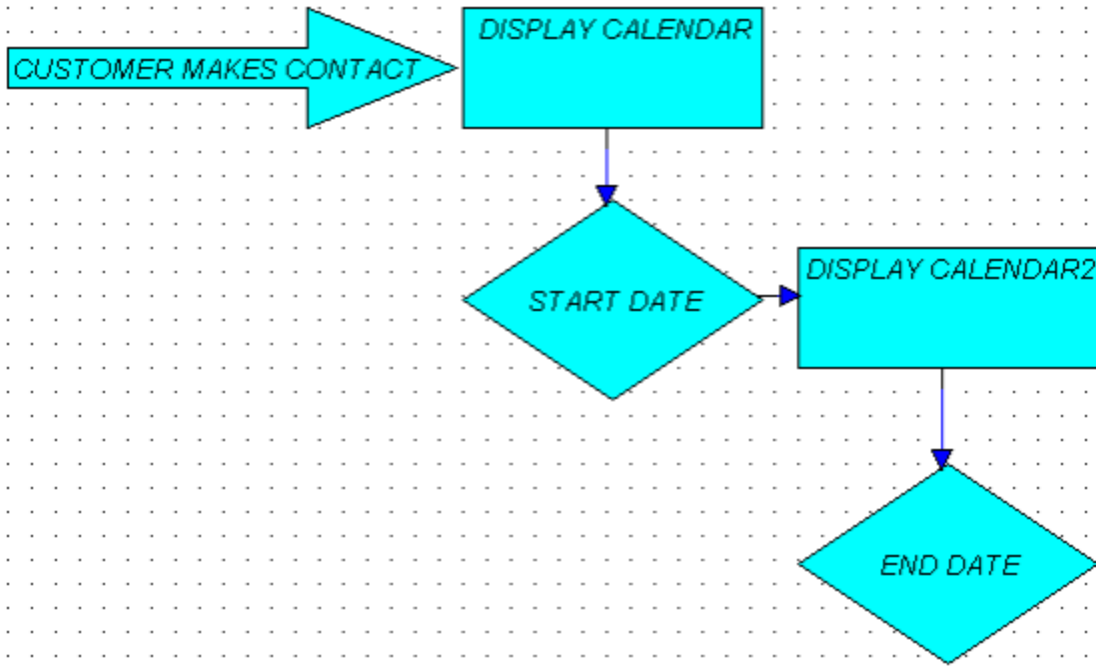 DISPLAY CALENDAR
CUSTOMER MAKES CONTACT
DISPLAY CALENDAR2
START DATE
END DATE